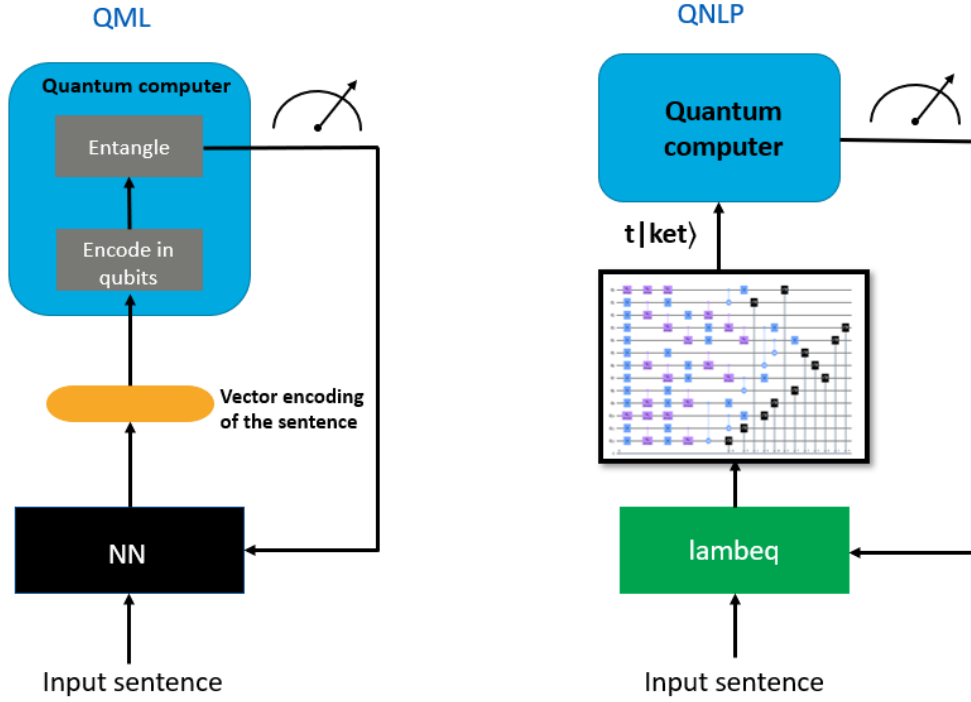 QML
Quantum computer
Entangle
Encode in
qubits
Vector encoding
of the sentence
NN
Input sentence
QNLP
Quantum
computer
t|ket⟩
lambeq
Input sentence